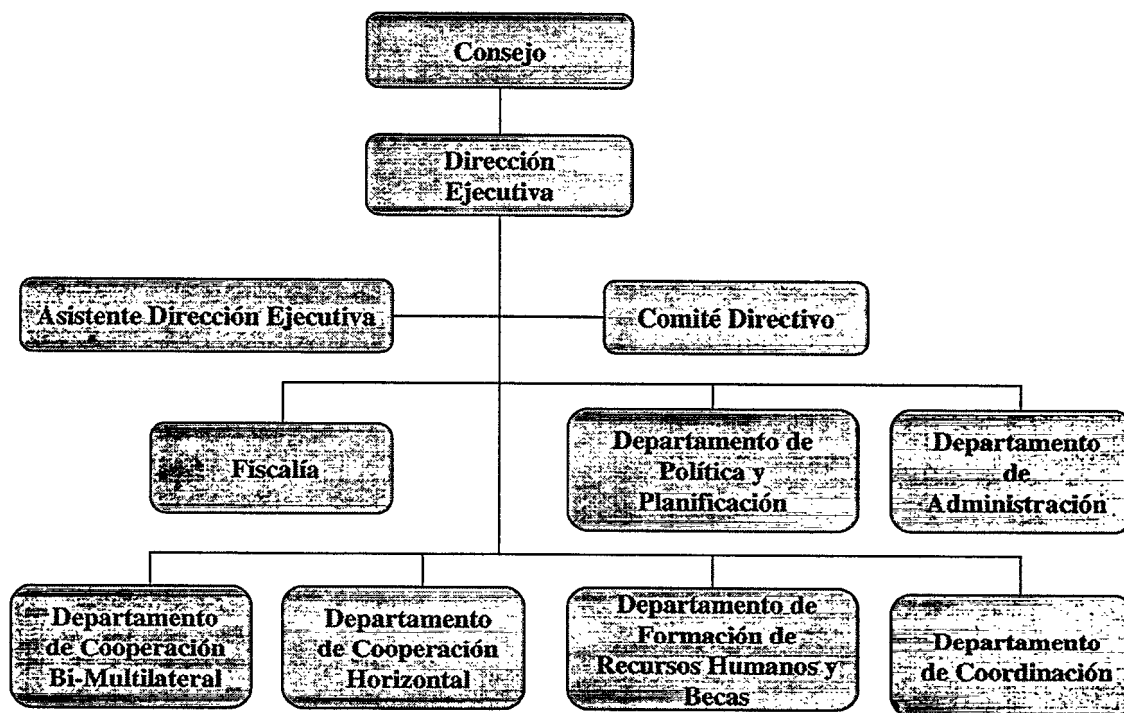 Consejo
Dirección
Ejecutiva
Asistente Dirección Ejecutiva
Comité Directivo
Fiscalía
Departamento de
Política y
Planificación
Departamento
de
Administración
Departamento
de Cooperación
Bi-Multilateral
Departamento
de Cooperación
Horizontal
Departamento de
Formación de
Recursos Humanos y
Becas
Departamento
de Coordinación